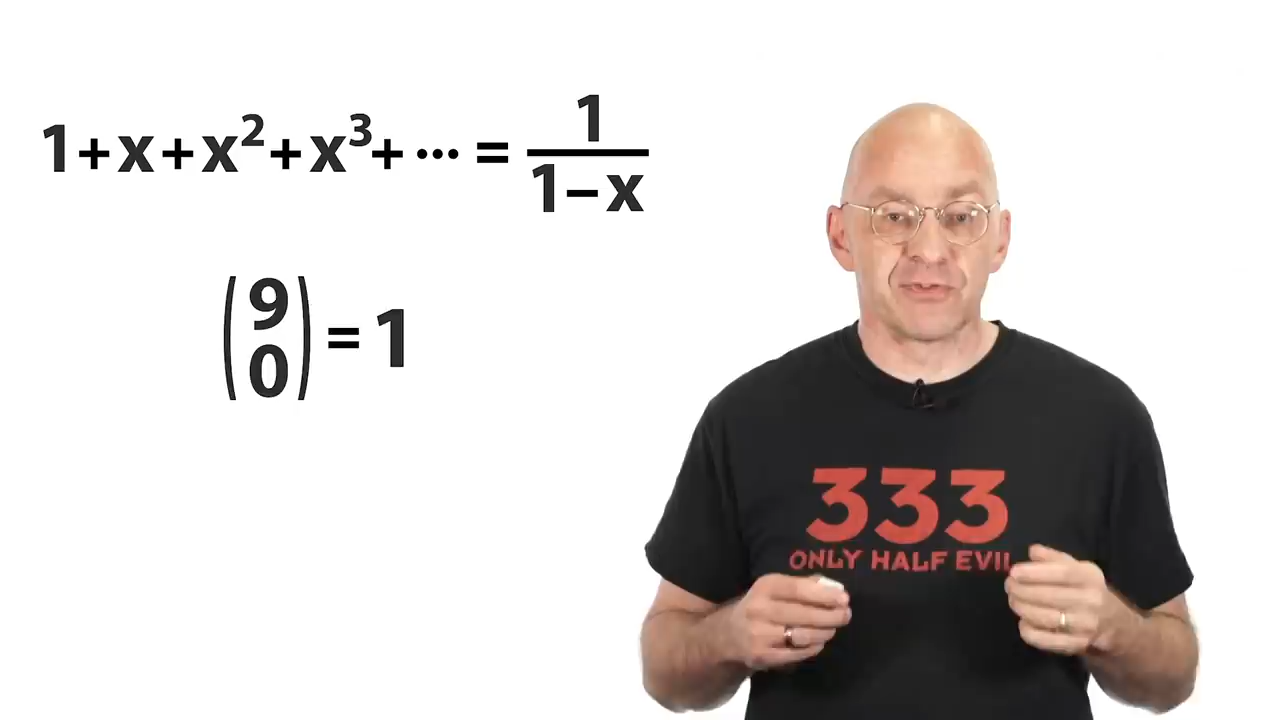 1+x+x²+x³+··· = 1/(1−x)
(9 0) = 1
333
ONLY HALF EVIL